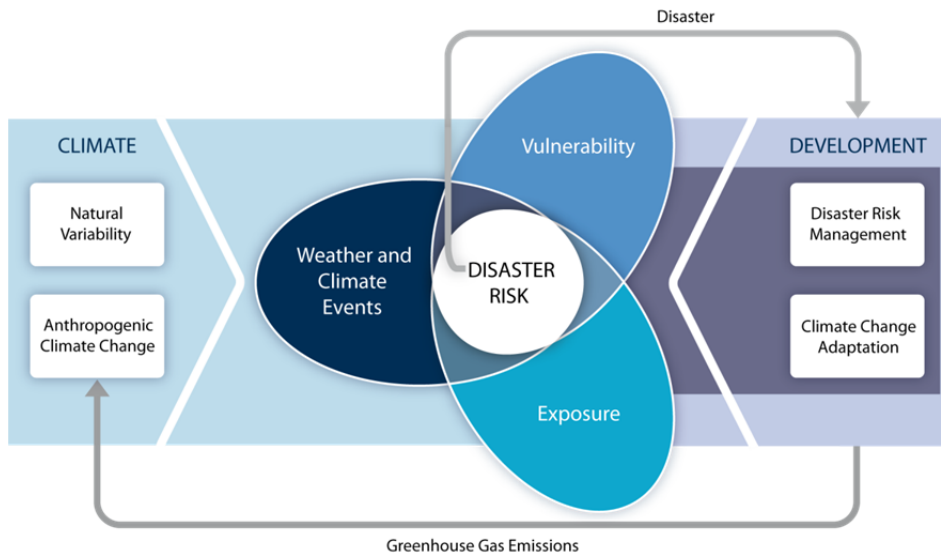 Disaster
CLIMATE
Natural
Variability
Anthropogenic
Climate Change
Weather and
Climate
Events
Vulnerability
DISASTER
RISK
Exposure
DEVELOPMENT
Disaster Risk
Management
Climate Change
Adaptation
Greenhouse Gas Emissions